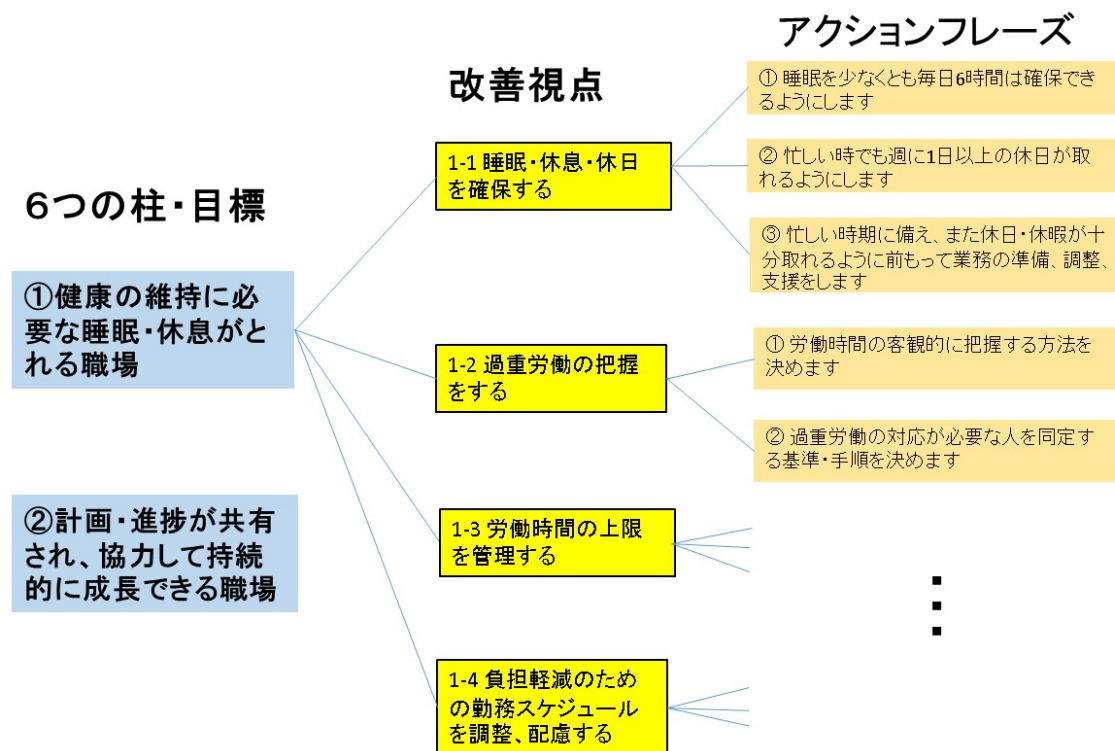 アクションフレーズ
改善視点
6つの柱・目標
①健康の維持に必
要な睡眠・休息がと
れる職場
②計画・進捗が共有
され、協力して持続
的に成長できる職場
1-1 睡眠・休息・休日
を確保する
① 睡眠を少なくとも毎日6時間は確保でき
るようにします
② 忙しい時でも週に1日以上の休日が取
れるようにします
③ 忙しい時期に備え、また休日・休暇が十
分取れるように前もって業務の準備、調整、
支援をします
1-2 過重労働の把握
をする
① 労働時間の客観的に把握する方法を
決めます
② 過重労働の対応が必要な人を同定す
る基準・手順を決めます
1-3 労働時間の上限
を管理する
1-4 負担軽減のため
の勤務スケジュール
を調整、配慮する